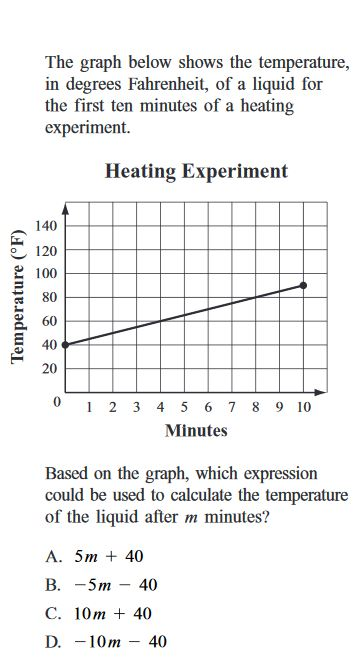 The graph below shows the temperature,
in degrees Fahrenheit, of a liquid for
the first ten minutes of a heating
experiment.
Heating Experiment
Temperature (°F)
140
120
100
80
60
40
20
0
1 2 3 4 5 6 7 8 9 10
Minutes
Based on the graph, which expression
could be used to calculate the temperature
of the liquid after m minutes?
A. 5m + 40
B. −5m − 40
C. 10m + 40
D. −10m − 40